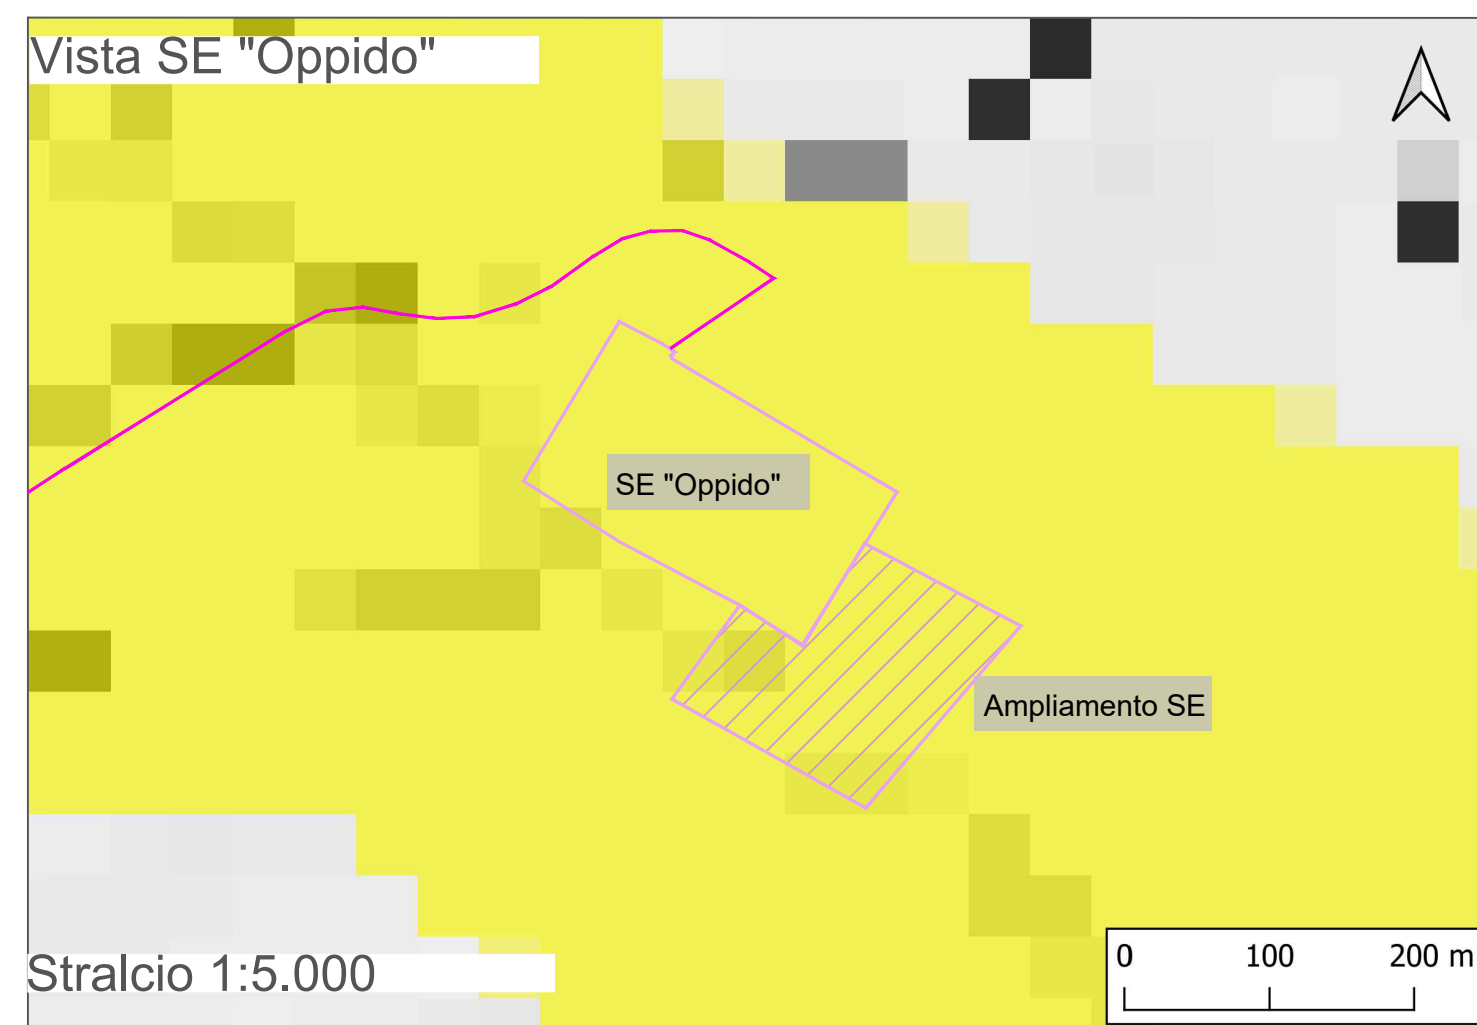 Vista SE "Oppido"
SE "Oppido"
Ampliamento SE
Stralcio 1:5.000
0 100 200 m